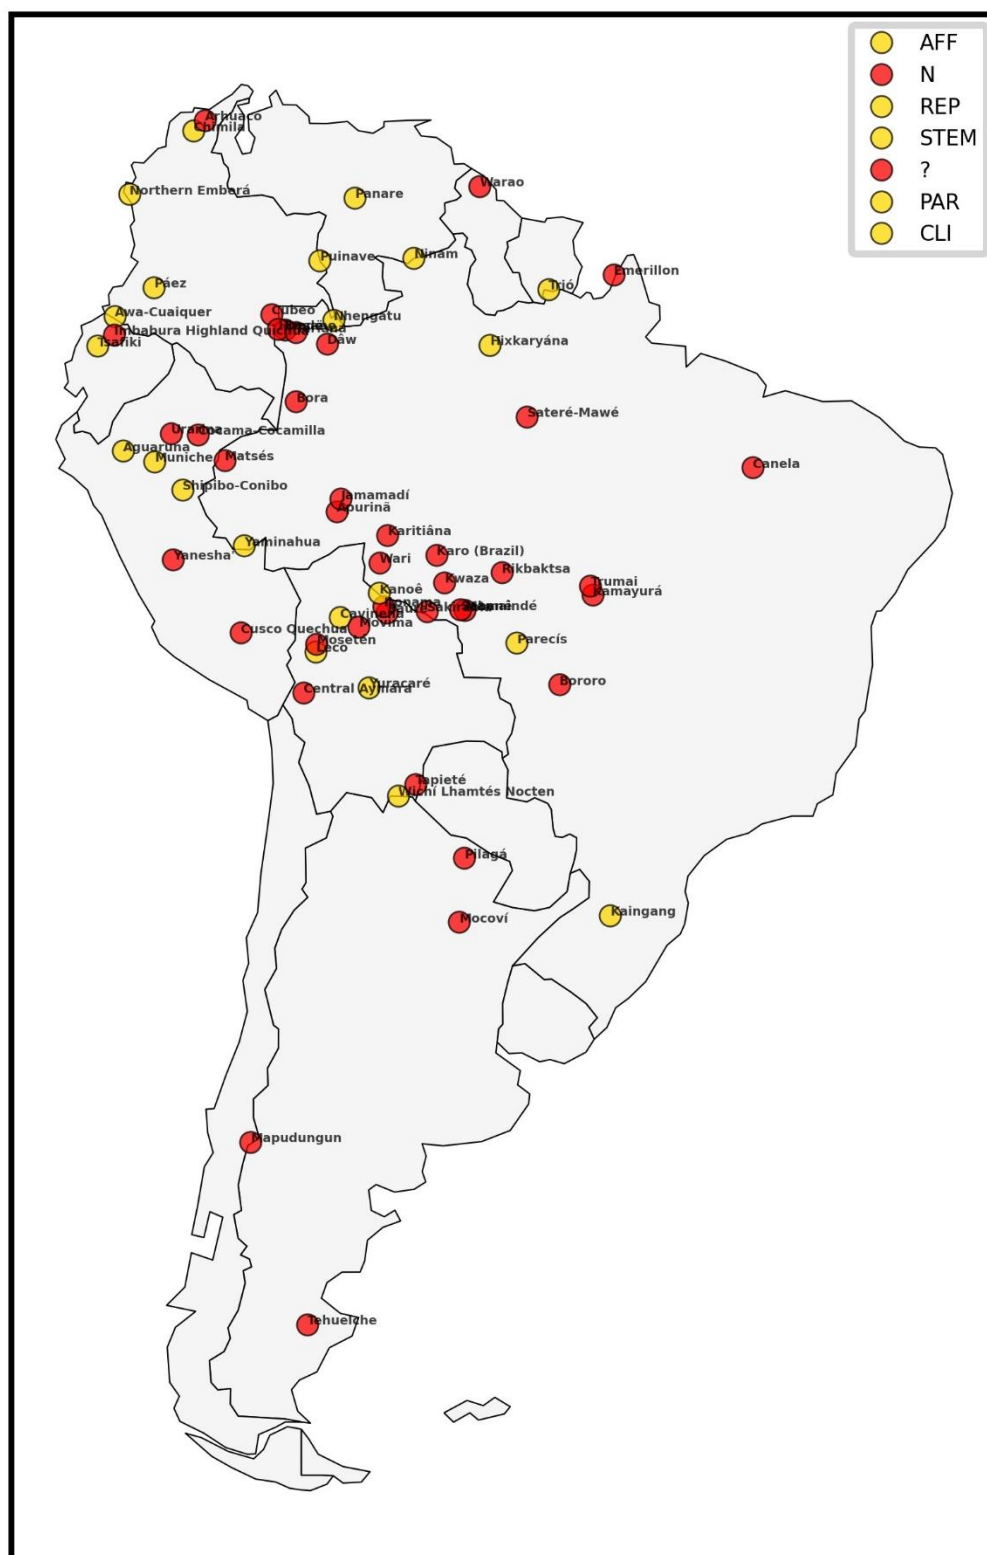 AFF
N
REP
STEM
?
PAR
CLI
Arhuaco
Chimila
Northern Emberá
Panare
Warao
Puinave
Ninam
Páez
Trió
Emerillon
Awa-Cuaiquer
Cubeo
Nhengatu
Imbabura Highland Quichua
Tsafiki
Dâw
Hixkaryána
Bora
Sateré-Mawé
Urarina
Cocama-Cocamilla
Aguaruna
Muniche
Matsés
Canela
Shipibo-Conibo
Jamamadí
Apurinã
Karitiâna
Yaminahua
Yanesha'
Wari
Karo (Brazil)
Rikbaktsa
Kwaza
Trumai
Kamayurá
Kanoê
Cavineña
Movima
Cusco Quechua
Mosetén
Leco
Parecís
Central Aymara
Yuracaré
Bororo
Tapieté
Wichí Lhamtés Nocten
Pilagá
Kaingang
Mocoví
Mapudungun
Tehuelche